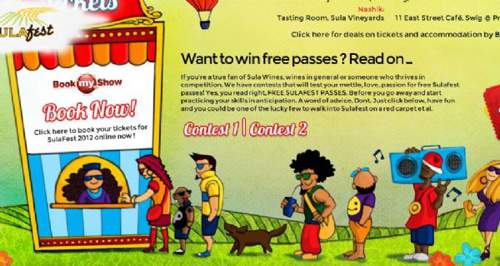 Tickets
SULA fest
Nashik:
Tasting Room, Sula Vineyards 11 East Street Café, Swig @ P
Click here for deals on tickets and accommodation by B
Want to win free passes ? Read on ...
If you're a true fan of Sula Wines, wines in general or someone who thrives in
competition. We have contests that will test your mettle, love, passion for free Sulafest
passes! Yes, you read right, FREE SULAFEST PASSES. Before you go away and start
practicing your skills in anticipation. A word of advice. Dont. Just click below, have fun
and you could be one of the lucky few to walk into Sulafest on a red carpet et al.
Contest 1 | Contest 2
Book my Show
Book Now!
Click here to book your tickets for
SulaFest 2012 online now !